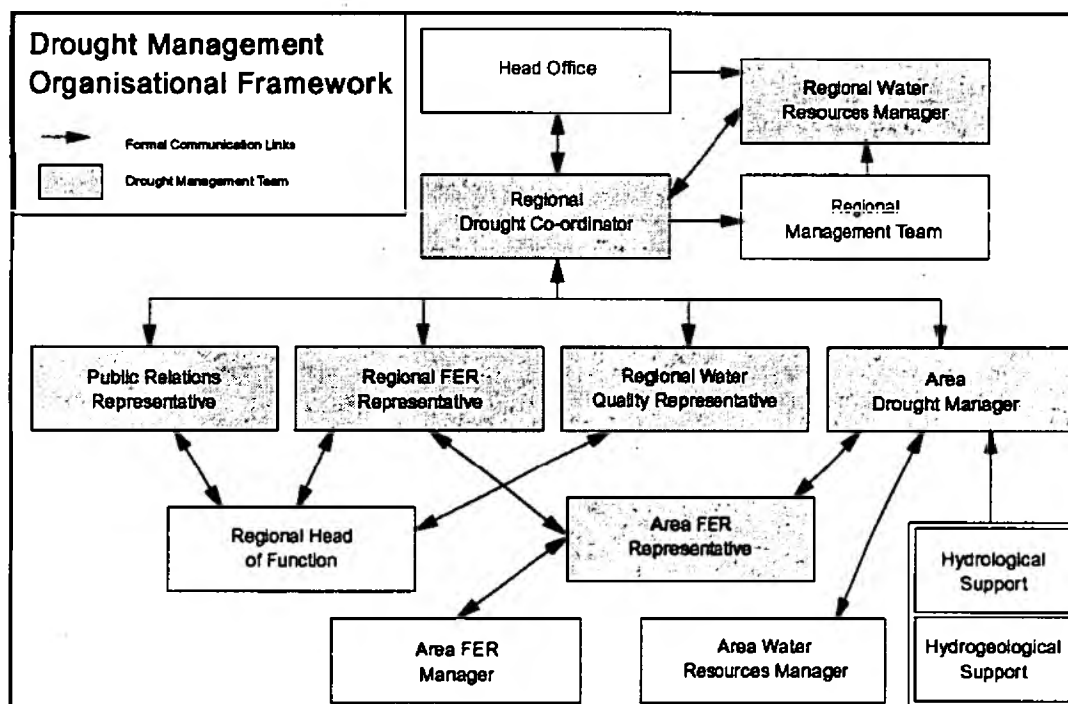 Drought Management
Organisational Framework
Formal Communication Links
Drought Management Team
Head Office
Regional Water
Resources Manager
Regional
Drought Co-ordinator
Regional
Management Team
Public Relations
Representative
Regional FER
Representative
Regional Water
Quality Representative
Area
Drought Manager
Regional Head
of Function
Area FER
Representative
Hydrological
Support
Area FER
Manager
Area Water
Resources Manager
Hydrogeological
Support